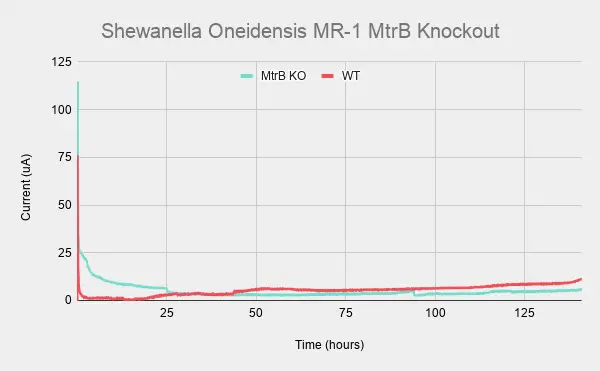 Shewanella Oneidensis MR-1 MtrB Knockout
MtrB KO
WT
125
100
75
50
25
0
Current (uA)
25
50
75
100
125
Time (hours)